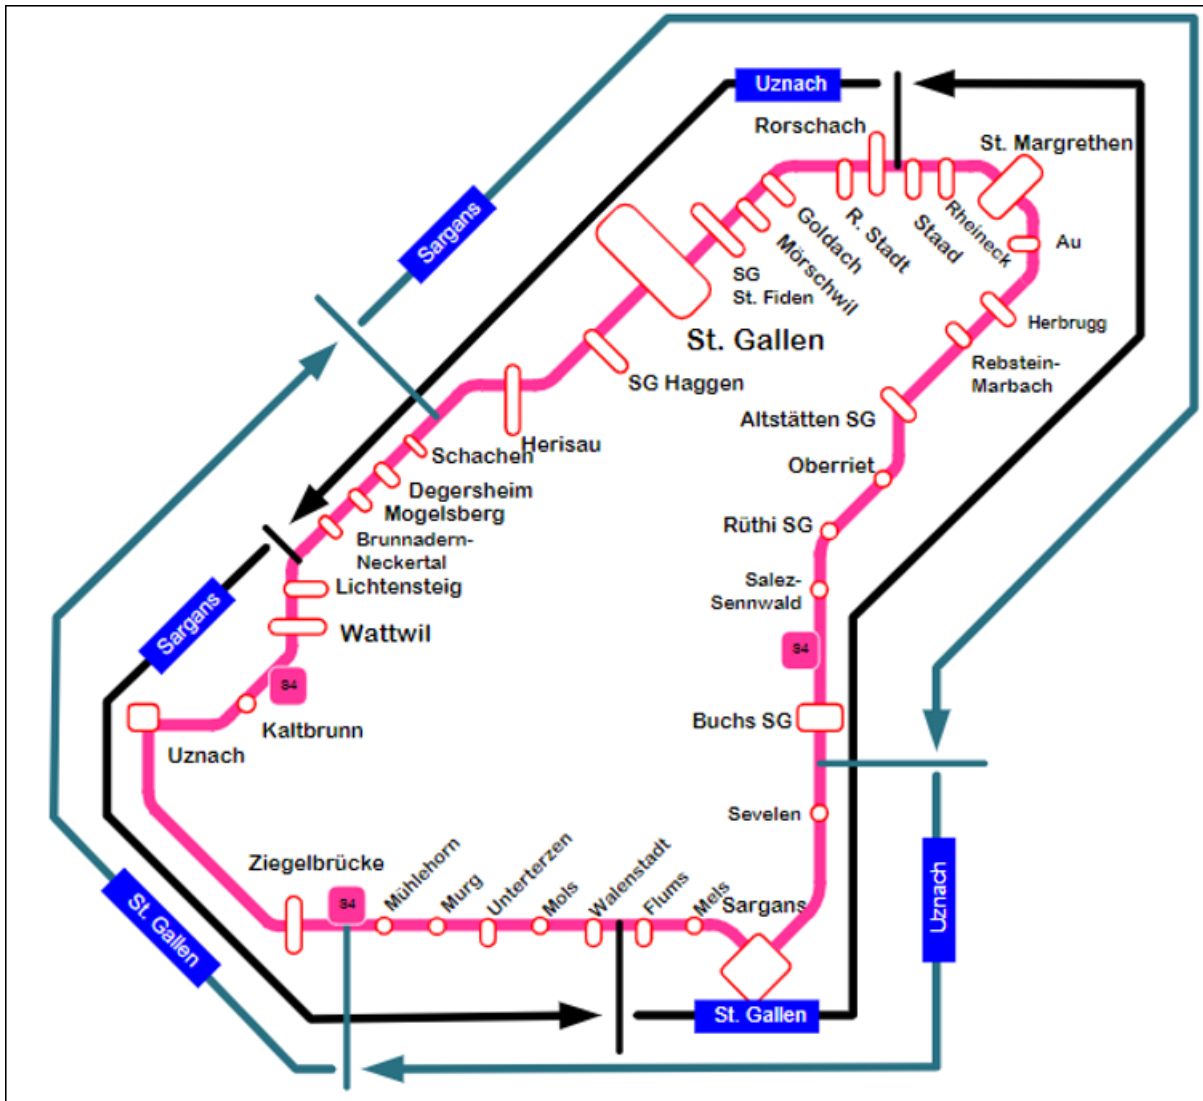 Uznach
Rorschach
St. Margrethen
Sargans
Goldach
R. Stadt
Staad
Rheineck
Mörschwil
Au
SG
St. Fiden
St. Gallen
Herbrugg
SG Haggen
Rebstein-
Marbach
Altstätten SG
Herisau
Schachen
Oberriet
Degersheim
Mogelsberg
Rüthi SG
Brunnadern-
Neckertal
Lichtensteig
Salez-
Sennwald
Sargans
Wattwil
S4
S4
Buchs SG
Kaltbrunn
Uznach
Sevelen
Ziegelbrücke
S4
Mühlehorn
Murg
Unterterzen
Mols
Walenstadt
Flums
Mels
Sargans
Uznach
St. Gallen
St. Gallen